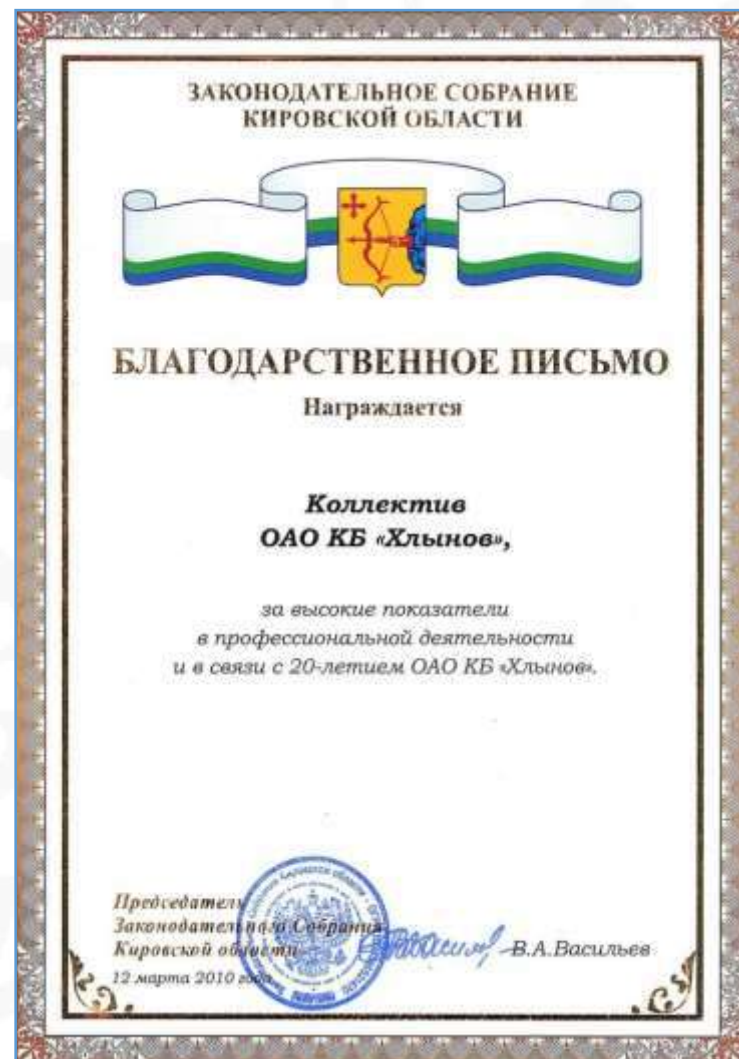 ЗАКОНОДАТЕЛЬНОЕ СОБРАНИЕ
КИРОВСКОЙ ОБЛАСТИ
БЛАГОДАРСТВЕННОЕ ПИСЬМО
Награждается
Коллектив
ОАО КБ «Хлынов»,
за высокие показатели
в профессиональной деятельности
и в связи с 20-летием ОАО КБ «Хлынов».
Председатель
Законодательного Собрания
Кировской области
В.А.Васильев
12 марта 2010 года